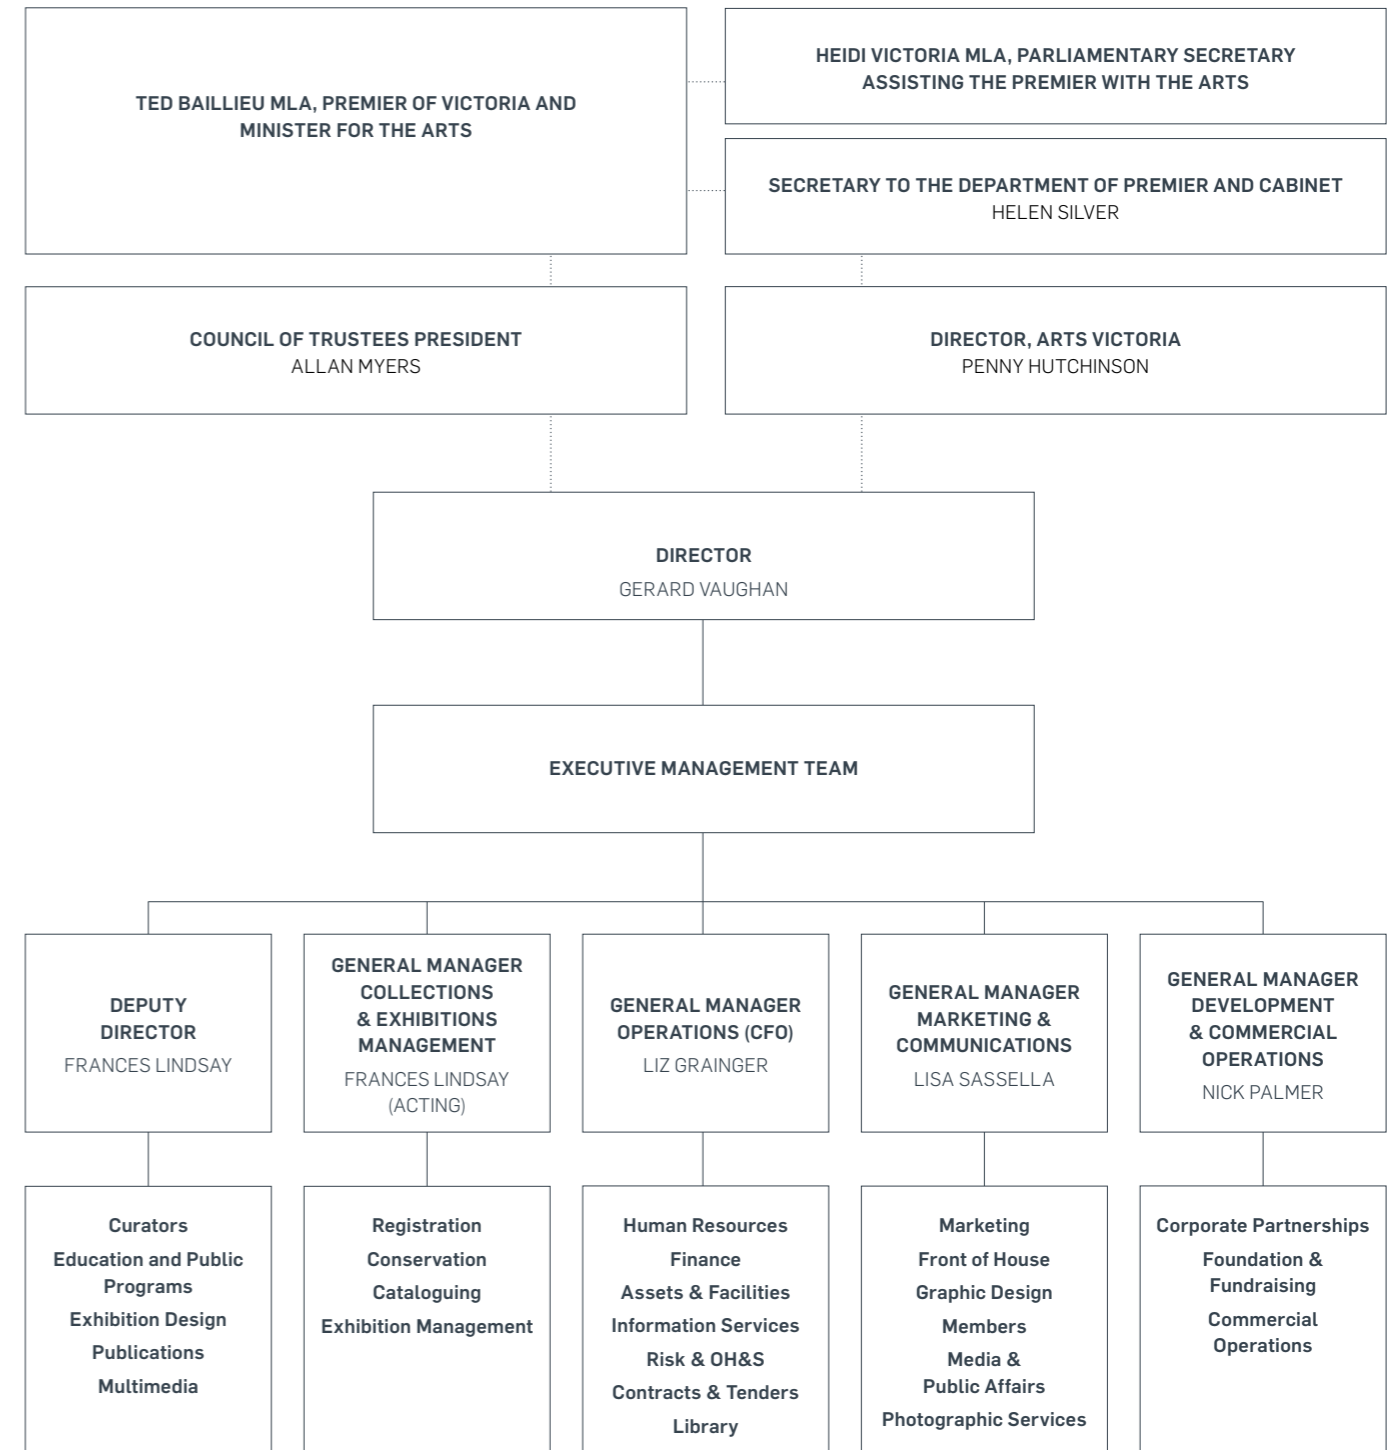 TED BAILLIEU MLA, PREMIER OF VICTORIA AND
MINISTER FOR THE ARTS
HEIDI VICTORIA MLA, PARLIAMENTARY SECRETARY
ASSISTING THE PREMIER WITH THE ARTS
SECRETARY TO THE DEPARTMENT OF PREMIER AND CABINET
HELEN SILVER
COUNCIL OF TRUSTEES PRESIDENT
ALLAN MYERS
DIRECTOR, ARTS VICTORIA
PENNY HUTCHINSON
DIRECTOR
GERARD VAUGHAN
EXECUTIVE MANAGEMENT TEAM
DEPUTY
DIRECTOR
FRANCES LINDSAY
GENERAL MANAGER
COLLECTIONS
& EXHIBITIONS
MANAGEMENT
FRANCES LINDSAY
(ACTING)
GENERAL MANAGER
OPERATIONS (CFO)
LIZ GRAINGER
GENERAL MANAGER
MARKETING &
COMMUNICATIONS
LISA SASSELLA
GENERAL MANAGER
DEVELOPMENT
& COMMERCIAL
OPERATIONS
NICK PALMER
Curators
Education and Public
Programs
Exhibition Design
Publications
Multimedia
Registration
Conservation
Cataloguing
Exhibition Management
Human Resources
Finance
Assets & Facilities
Information Services
Risk & OH&S
Contracts & Tenders
Library
Marketing
Front of House
Graphic Design
Members
Media &
Public Affairs
Photographic Services
Corporate Partnerships
Foundation &
Fundraising
Commercial
Operations